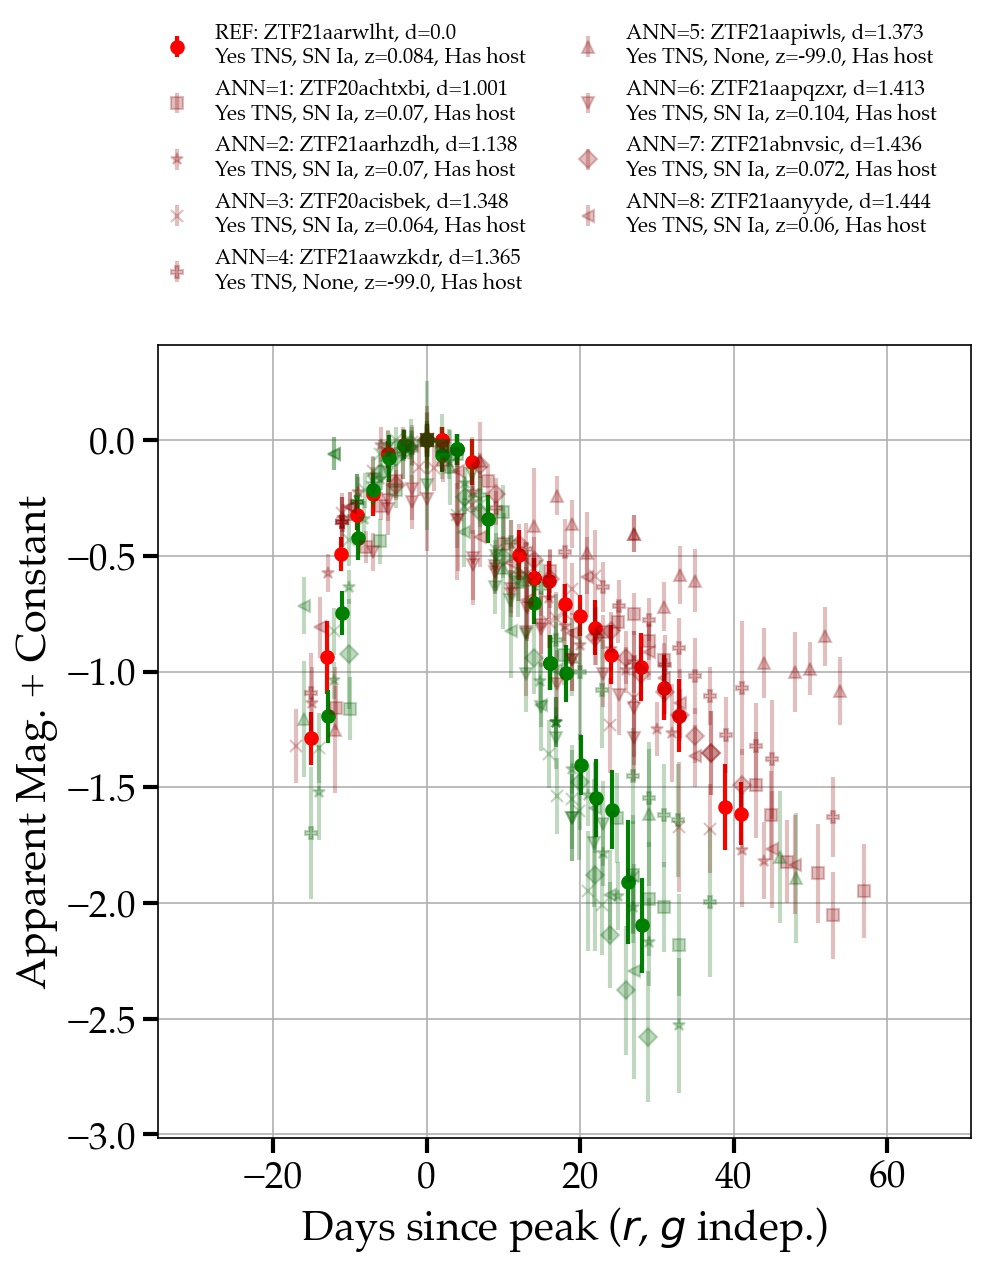 REF: ZTF21aarwlht, d=0.0
Yes TNS, SN Ia, z=0.084, Has host
ANN=1: ZTF20achtxbi, d=1.001
Yes TNS, SN Ia, z=0.07, Has host
ANN=2: ZTF21aarhzdh, d=1.138
Yes TNS, SN Ia, z=0.07, Has host
ANN=3: ZTF20acisbek, d=1.348
Yes TNS, SN Ia, z=0.064, Has host
ANN=4: ZTF21aawzkdr, d=1.365
Yes TNS, None, z=-99.0, Has host
ANN=5: ZTF21aapiwls, d=1.373
Yes TNS, None, z=-99.0, Has host
ANN=6: ZTF21aapqzxr, d=1.413
Yes TNS, SN Ia, z=0.104, Has host
ANN=7: ZTF21abnvsic, d=1.436
Yes TNS, SN Ia, z=0.072, Has host
ANN=8: ZTF21aanyyde, d=1.444
Yes TNS, SN Ia, z=0.06, Has host
Apparent Mag. + Constant
0.0
−0.5
−1.0
−1.5
−2.0
−2.5
−3.0
−20 0 20 40 60
Days since peak (r, g indep.)